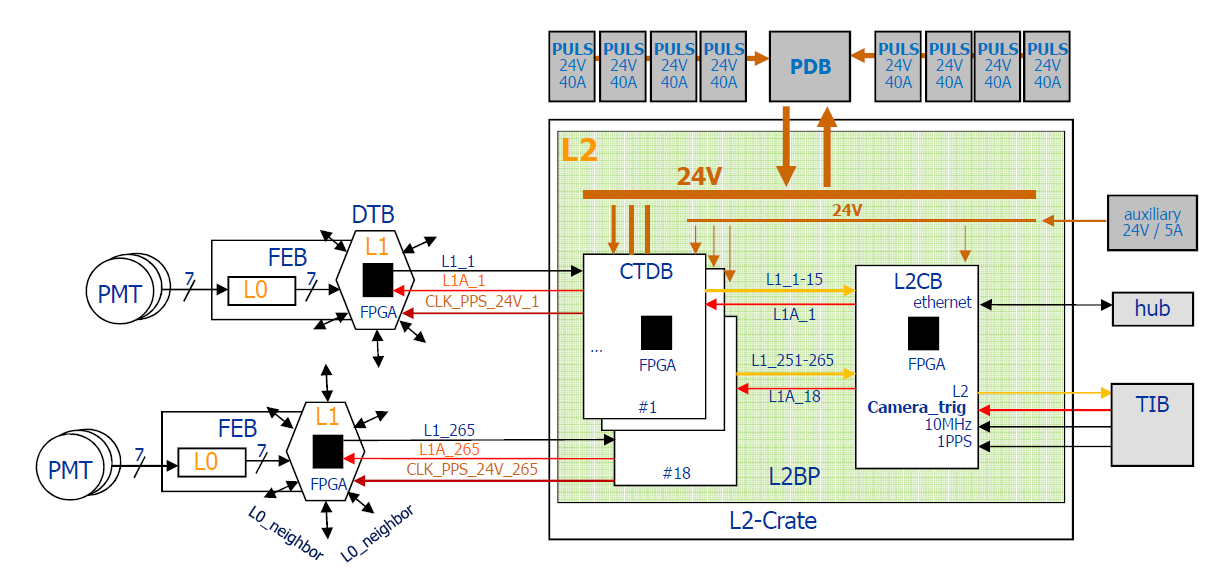 PULS
24V
40A
PULS
24V
40A
PULS
24V
40A
PULS
24V
40A
PDB
PULS
24V
40A
PULS
24V
40A
PULS
24V
40A
PULS
24V
40A
L2
24V
24V
auxiliary
24V / 5A
DTB
L1
FPGA
FEB
L0
7
7
PMT
L1_1
L1A_1
CLK_PPS_24V_1
CTDB
FPGA
...
#1
L1_1-15
L1A_1
L2CB
ethernet
FPGA
hub
L1_251-265
L1A_18
L2
Camera_trig
10MHz
1PPS
TIB
L1
FPGA
FEB
L0
7
7
PMT
L1_265
L1A_265
CLK_PPS_24V_265
#18
L2BP
L2-Crate
L0_neighbor
L0_neighbor